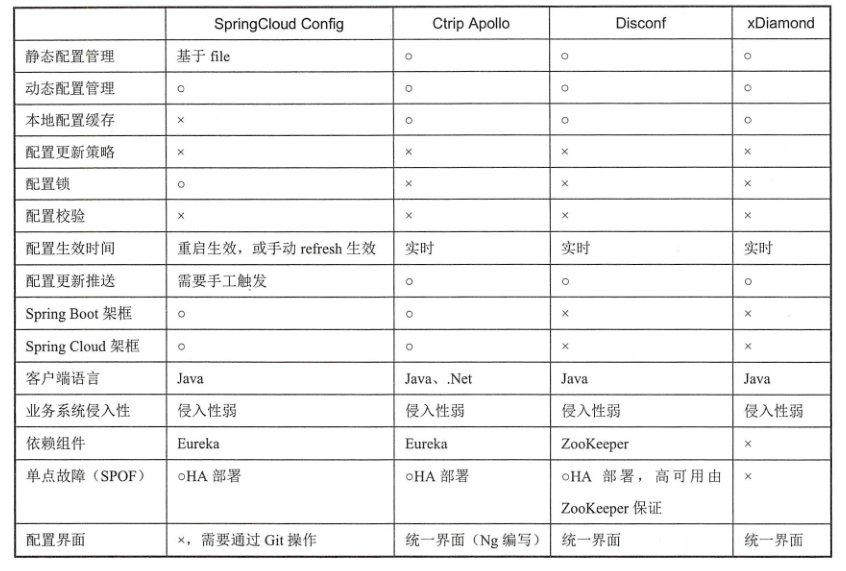 SpringCloud Config Ctrip Apollo Disconf xDiamond
静态配置管理 基于 file ○ ○ ○
动态配置管理 ○ ○ ○ ○
本地配置缓存 × ○ ○ ○
配置更新策略 × × × ×
配置锁 ○ × × ×
配置校验 × × × ×
配置生效时间 重启生效，或手动 refresh 生效 实时 实时 实时
配置更新推送 需要手工触发 ○ ○ ○
Spring Boot 架框 ○ ○ × ×
Spring Cloud 架框 ○ ○ × ×
客户端语言 Java Java、.Net Java Java
业务系统侵入性 侵入性弱 侵入性弱 侵入性弱 侵入性弱
依赖组件 Eureka Eureka ZooKeeper ×
单点故障（SPOF） ○HA 部署 ○HA 部署 ○HA 部署，高可用由 ×
ZooKeeper 保证
配置界面 ×，需要通过 Git 操作 统一界面（Ng 编写） 统一界面 统一界面